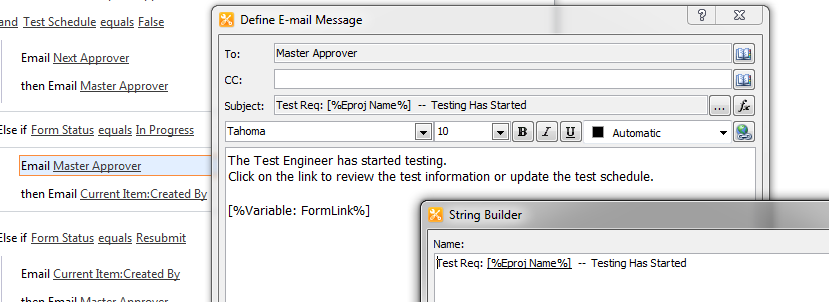 and Test Schedule equals False
Email Next Approver
then Email Master Approver
Else if Form Status equals In Progress
Email Master Approver
then Email Current Item:Created By
Else if Form Status equals Resubmit
Email Current Item:Created By
then Email Master Approver
Define E-mail Message
?
To: Master Approver
CC:
Subject: Test Req: [%Eproj Name%] -- Testing Has Started ... fx
Tahoma 10 B I U Automatic
The Test Engineer has started testing.
Click on the link to review the test information or update the test schedule.
[%Variable: FormLink%]
String Builder
Name:
Test Req: [%Eproj Name%] -- Testing Has Started